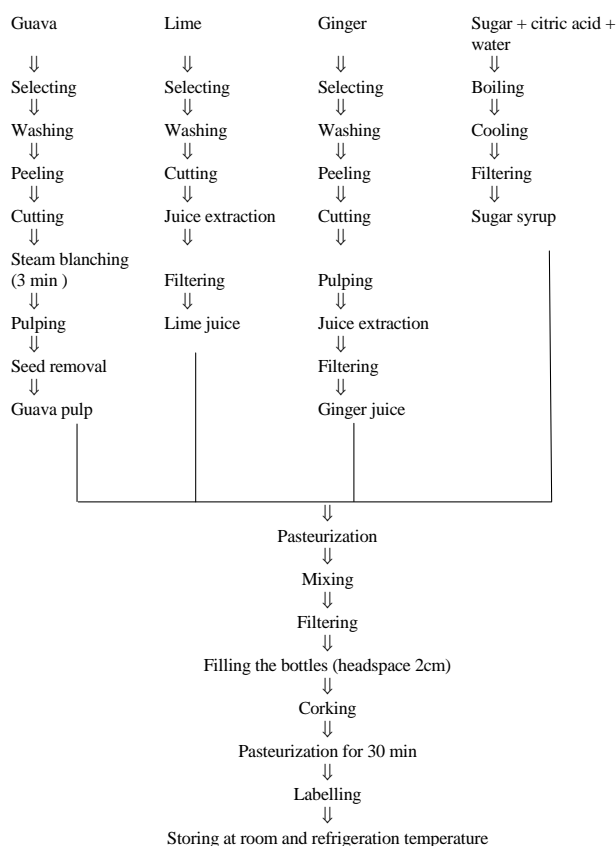 Guava
Selecting
Washing
Peeling
Cutting
Steam blanching
(3 min )
Pulping
Seed removal
Guava pulp
Lime
Selecting
Washing
Cutting
Juice extraction
Filtering
Lime juice
Ginger
Selecting
Washing
Peeling
Cutting
Pulping
Juice extraction
Filtering
Ginger juice
Sugar + citric acid +
water
Boiling
Cooling
Filtering
Sugar syrup
Pasteurization
Mixing
Filtering
Filling the bottles (headspace 2cm)
Corking
Pasteurization for 30 min
Labelling
Storing at room and refrigeration temperature